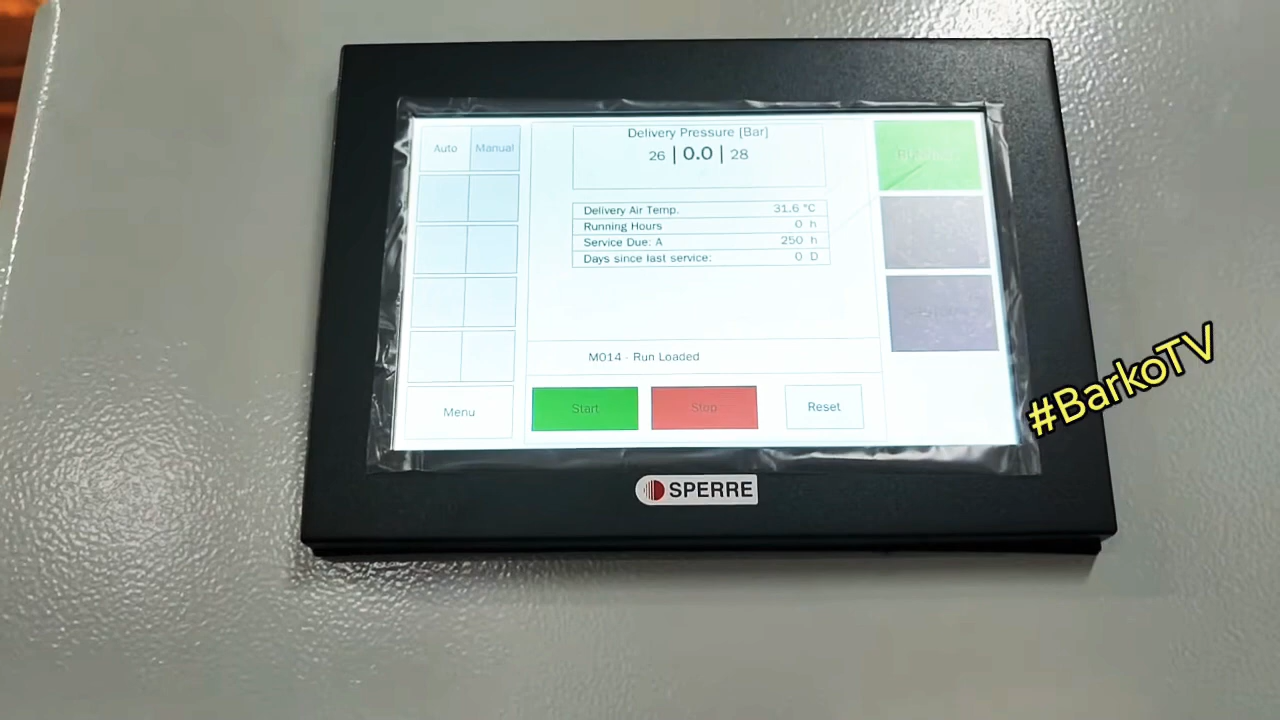 Delivery Pressure (Bar)
26 | 0.0 | 28
Auto Manual
Delivery Air Temp. 31.6 °C
Running Hours 0 h
Service Due: A 250 h
Days since last service: 0 D
M014 - Run Loaded
Menu
Start Stop Reset
SPERRE
#BarkoTV